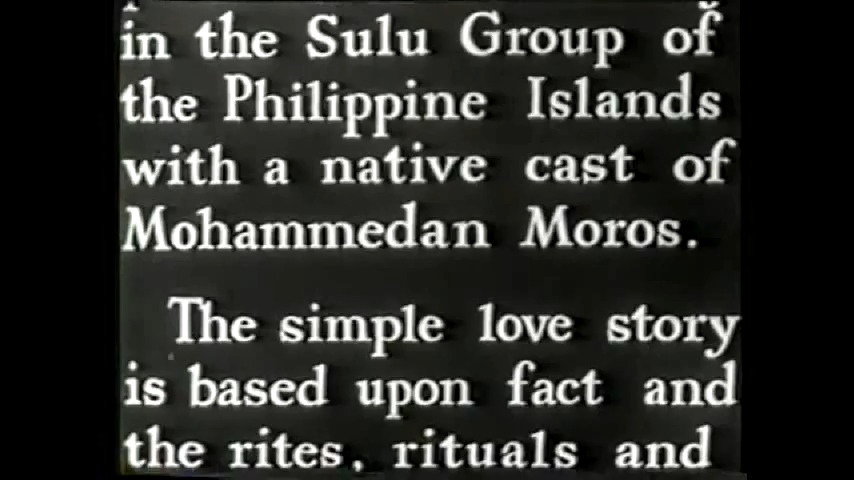 in the Sulu Group of
the Philippine Islands
with a native cast of
Mohammedan Moros.
The simple love story
is based upon fact and
the rites, rituals and